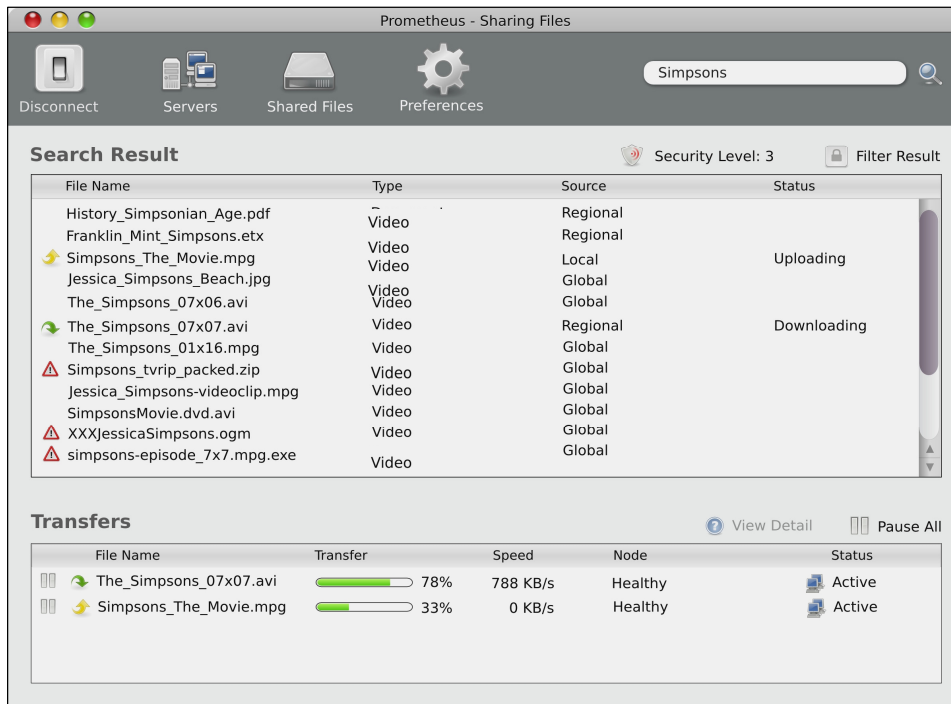 Prometheus - Sharing Files
Simpsons
Disconnect Servers Shared Files Preferences
Search Result Security Level: 3 Filter Result
File Name Type Source Status
History_Simpsonian_Age.pdf Regional
Video
Franklin_Mint_Simpsons.etx Regional
Video
Simpsons_The_Movie.mpg Video Local Uploading
Jessica_Simpsons_Beach.jpg Global
Video
The_Simpsons_07x06.avi Video Global
The_Simpsons_07x07.avi Video Regional Downloading
The_Simpsons_01x16.mpg Video Global
Simpsons_tvrip_packed.zip Video Global
Jessica_Simpsons-videoclip.mpg Video Global
SimpsonsMovie.dvd.avi Video Global
XXXJessicaSimpsons.ogm Video Global
simpsons-episode_7x7.mpg.exe Global
Video
Transfers View Detail Pause All
File Name Transfer Speed Node Status
The_Simpsons_07x07.avi 78% 788 KB/s Healthy Active
Simpsons_The_Movie.mpg 33% 0 KB/s Healthy Active